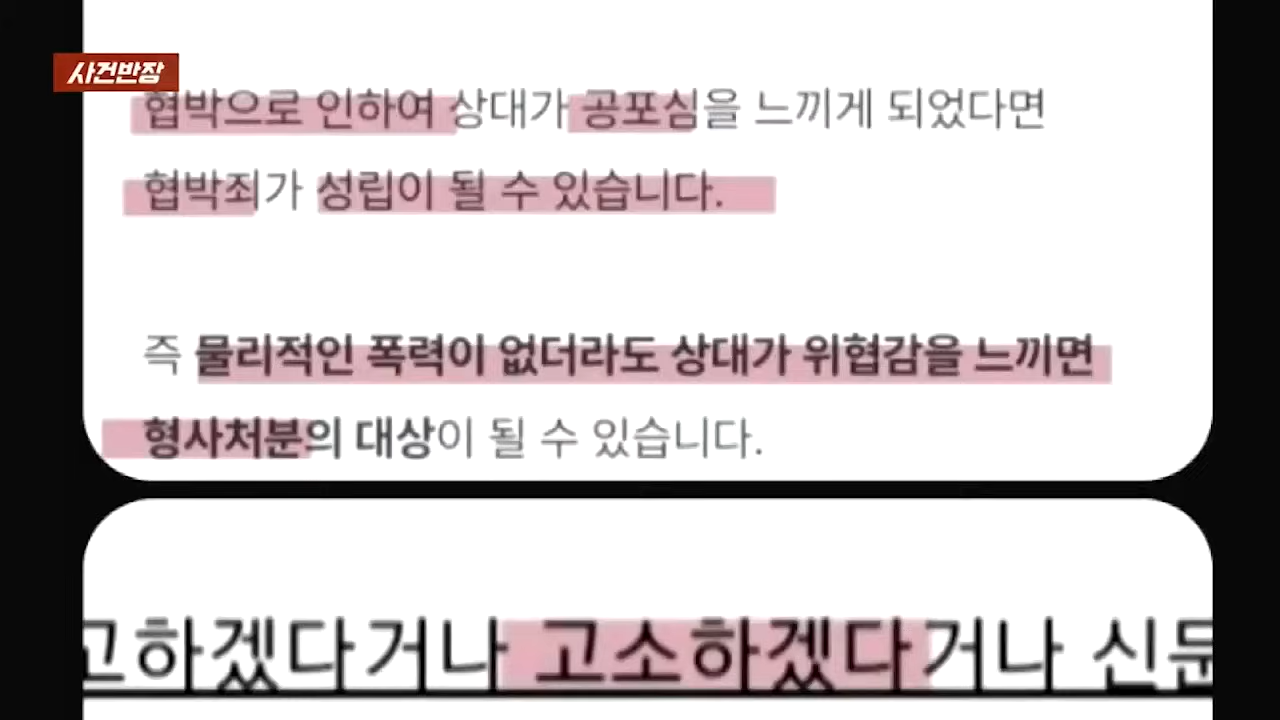 사건반장
협박으로 인하여 상대가 공포심을 느끼게 되었다면
협박죄가 성립이 될 수 있습니다.
즉 물리적인 폭력이 없더라도 상대가 위협감을 느끼면
형사처분의 대상이 될 수 있습니다.
고하겠다거나 고소하겠다거나 신문